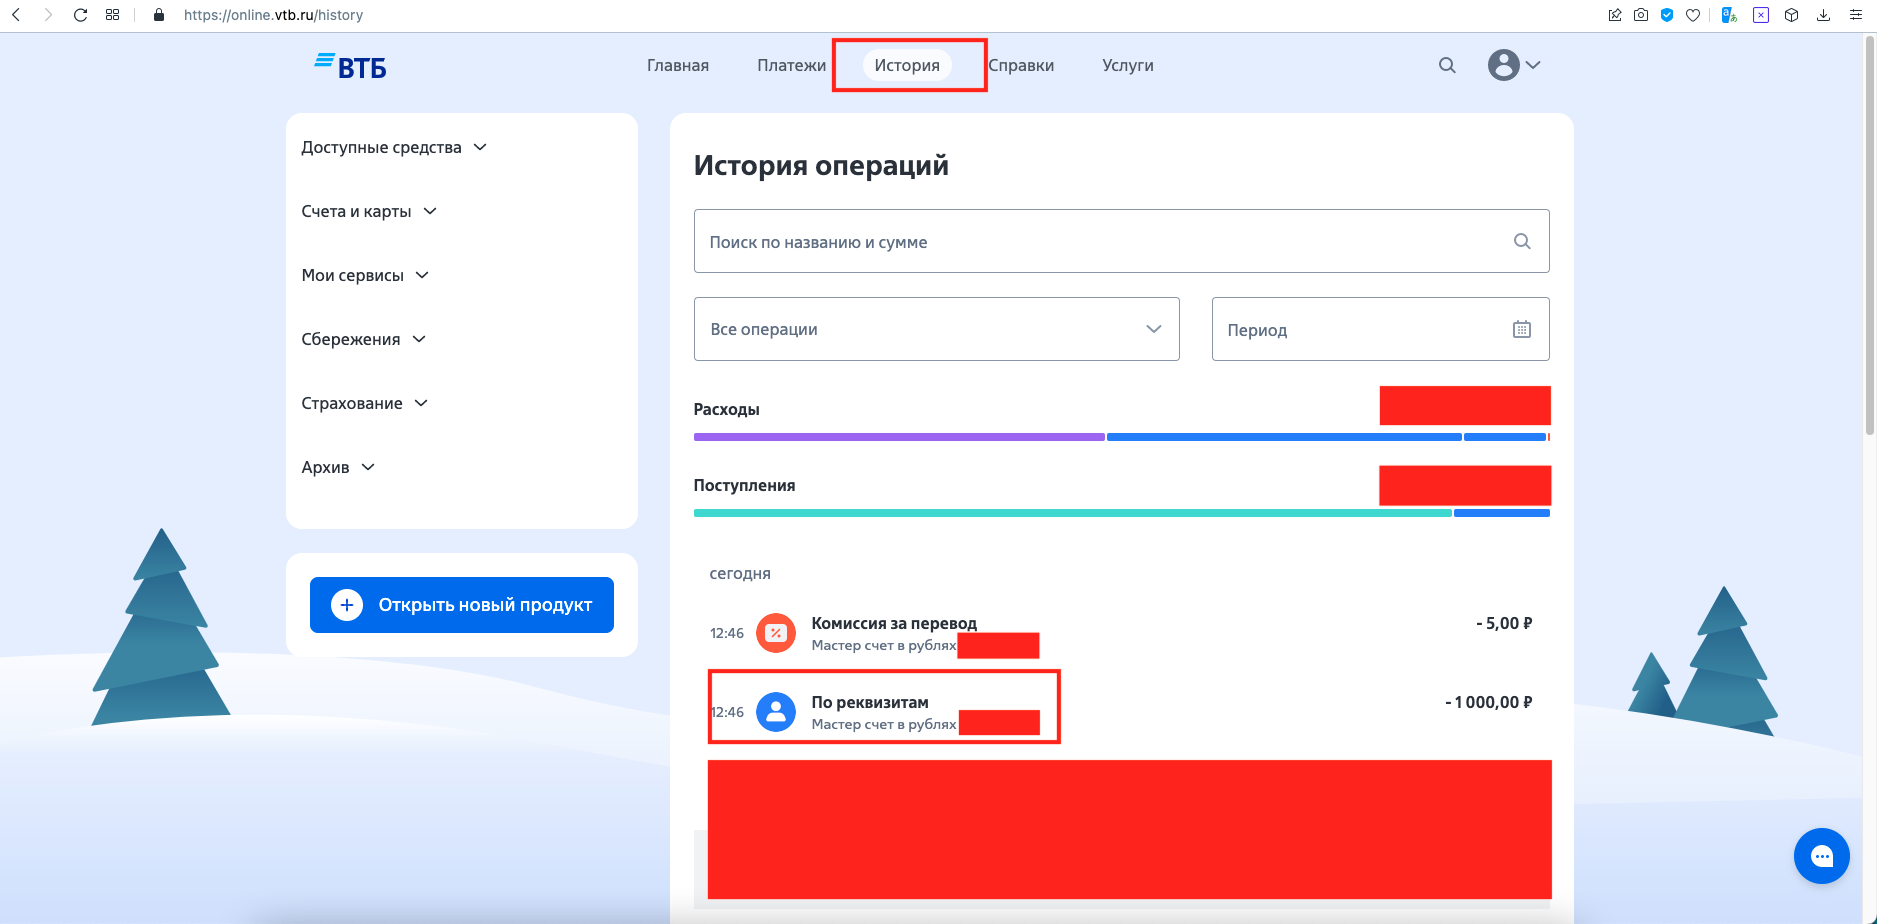 https://online.vtb.ru/history
ВТБ
Главная
Платежи
История
Справки
Услуги
Доступные средства
Счета и карты
Мои сервисы
Сбережения
Страхование
Архив
Открыть новый продукт
История операций
Поиск по названию и сумме
Все операции
Период
Расходы
Поступления
сегодня
12:46
Комиссия за перевод
- 5,00 ₽
Мастер счет в рублях
12:46
По реквизитам
- 1 000,00 ₽
Мастер счет в рублях